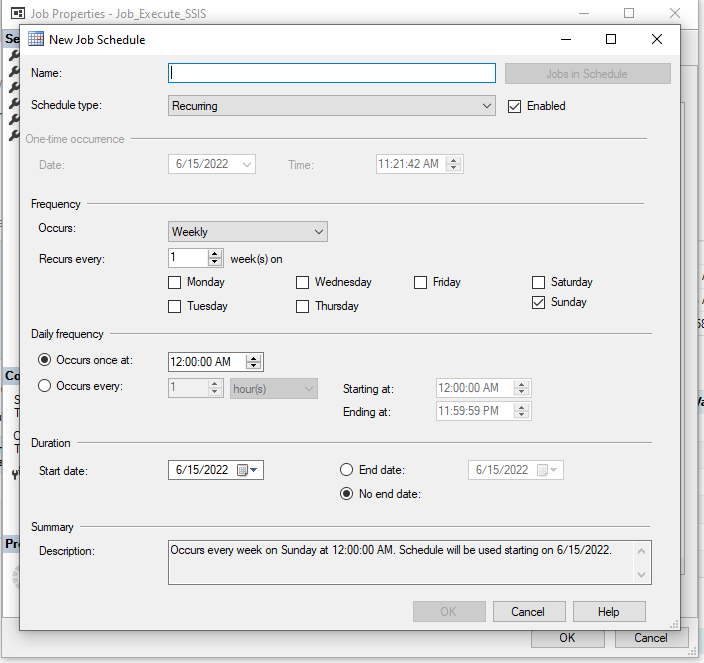 Job Properties - Job_Execute_SSIS
Se
New Job Schedule
Name:
Jobs in Schedule
Schedule type:
Recurring
Enabled
One-time occurrence
Date:
6/15/2022
Time:
11:21:42 AM
Frequency
Occurs:
Weekly
Recurs every:
1
week(s) on
Monday
Wednesday
Friday
Saturday
Tuesday
Thursday
Sunday
Daily frequency
Occurs once at:
12:00:00 AM
Occurs every:
1
hour(s)
Starting at:
12:00:00 AM
Ending at:
11:59:59 PM
Co
Duration
Start date:
6/15/2022
End date:
6/15/2022
No end date:
Summary
Pr
Description:
Occurs every week on Sunday at 12:00:00 AM. Schedule will be used starting on 6/15/2022.
OK
Cancel
Help
OK
Cancel